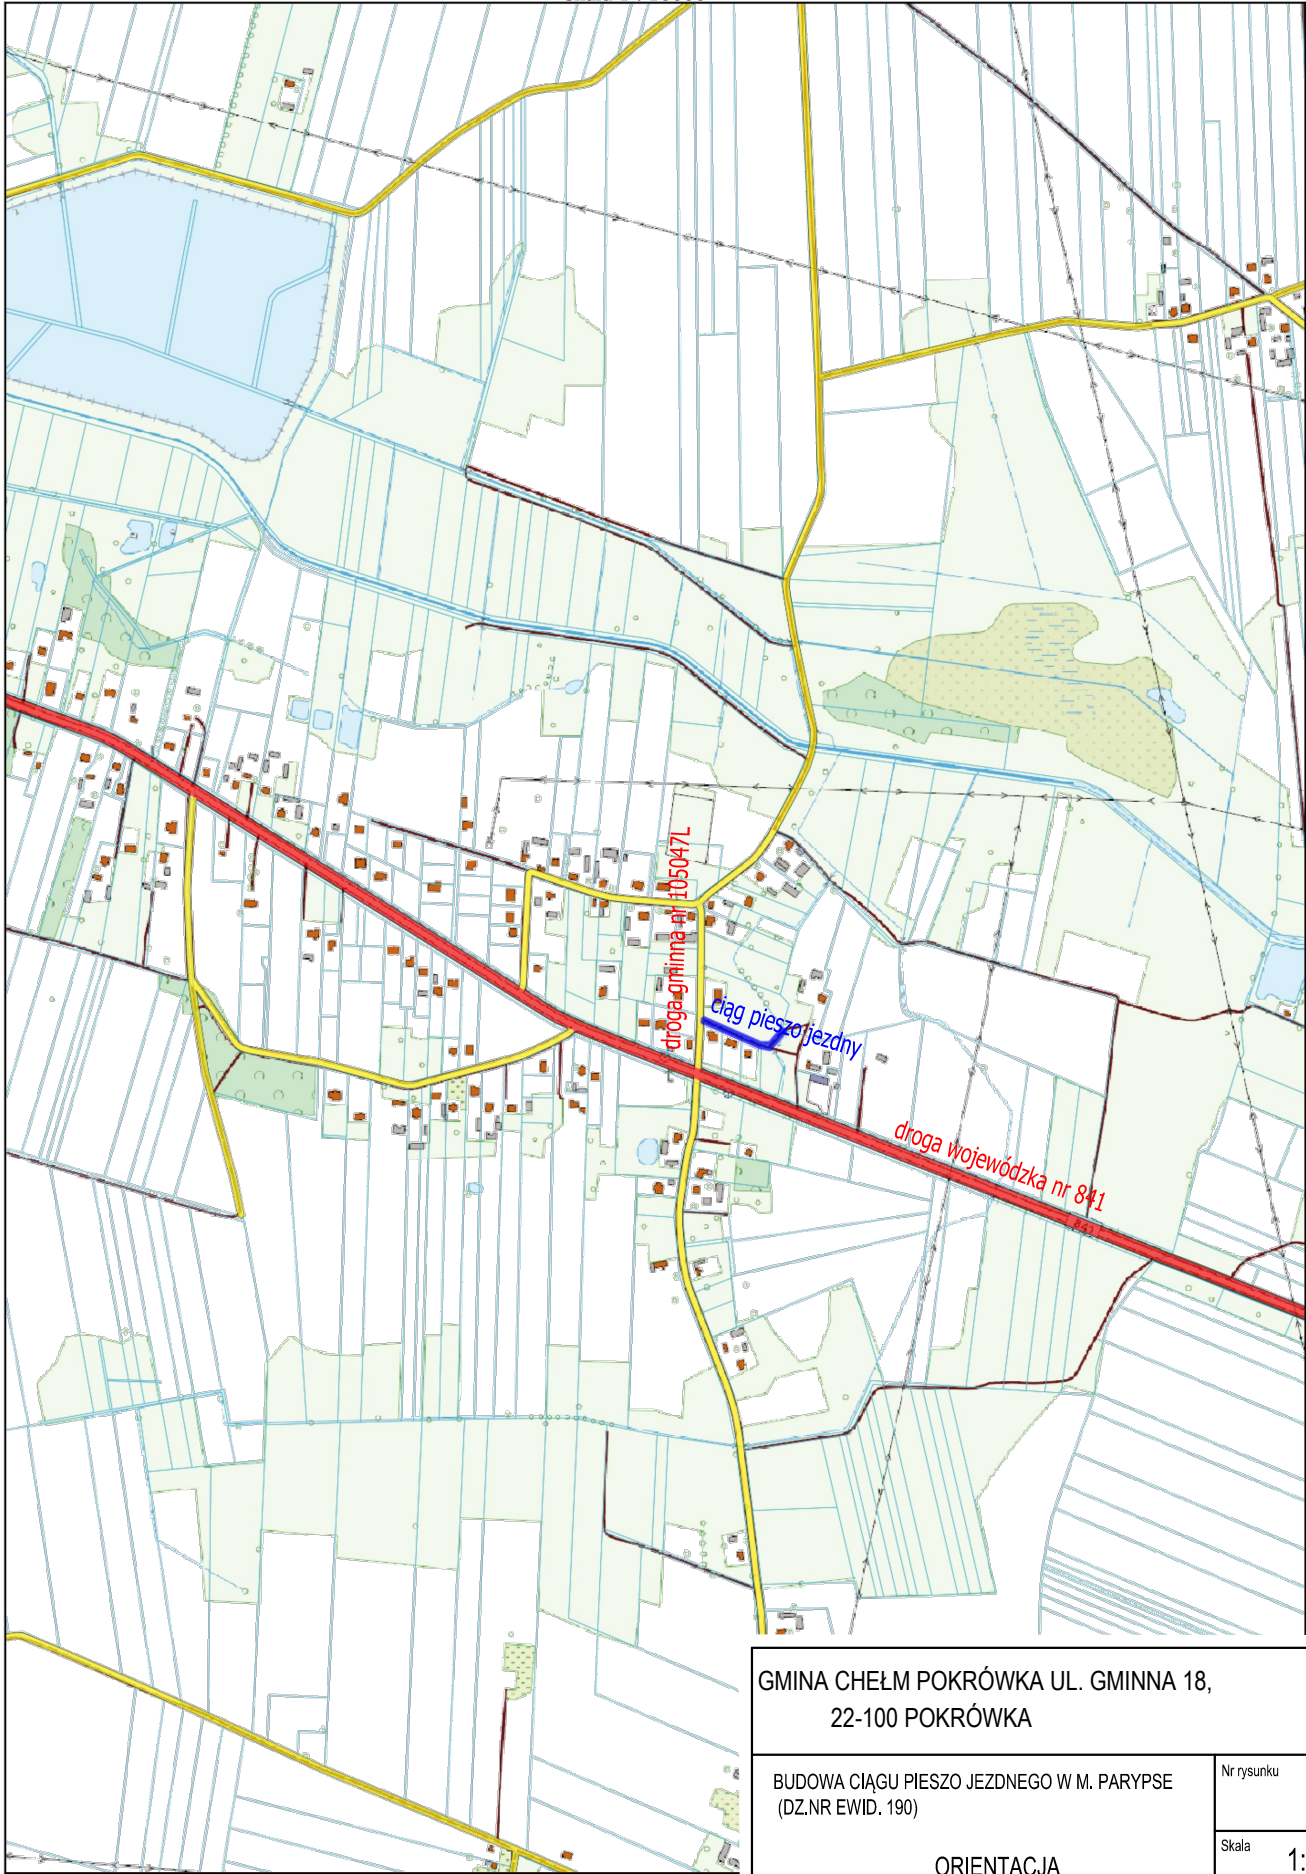 droga gminna nr 105047L
ciąg pieszo jezdny
droga wojewódzka nr 841
841
GMINA CHEŁM POKRÓWKA UL. GMINNA 18,
22-100 POKRÓWKA
BUDOWA CIĄGU PIESZO JEZDNEGO W M. PARYPSE
(DZ.NR EWID. 190)
Nr rysunku
ORIENTACJA
Skala 1: